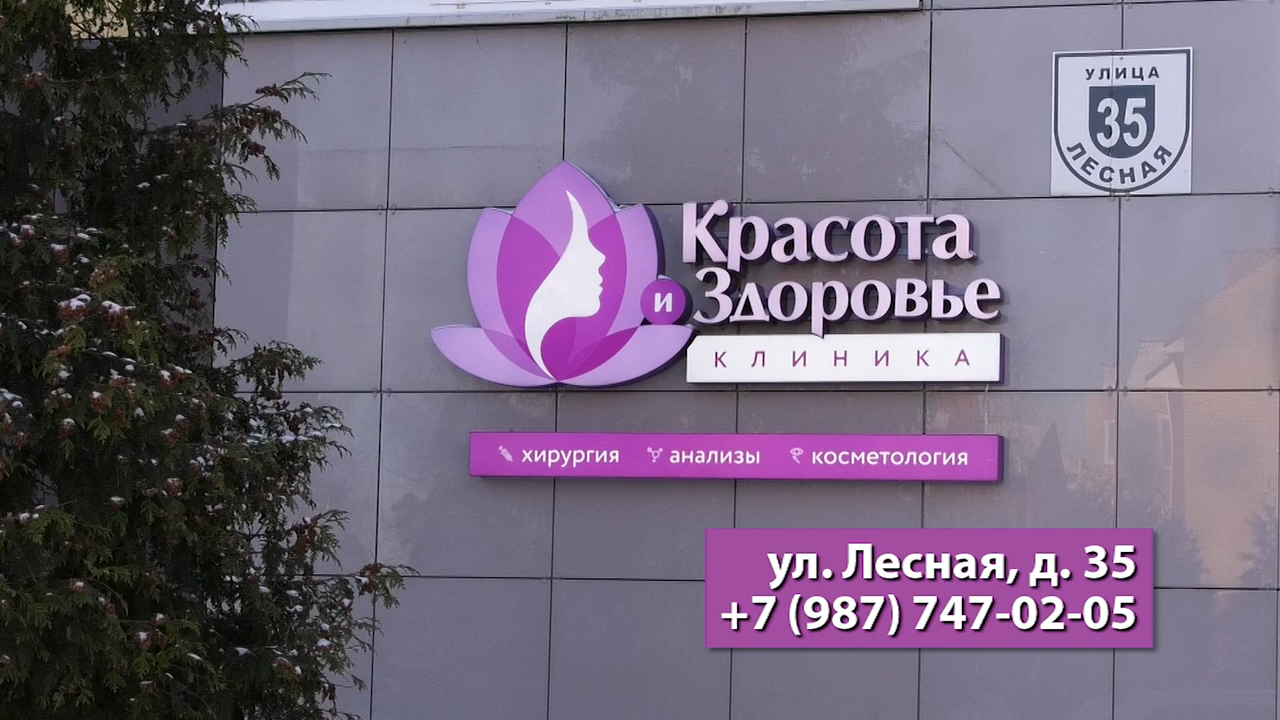 УЛИЦА
35
ЛЕСНАЯ
Красота
и
Здоровье
КЛИНИКА
хирургия анализы косметология
ул. Лесная, д. 35
+7 (987) 747-02-05